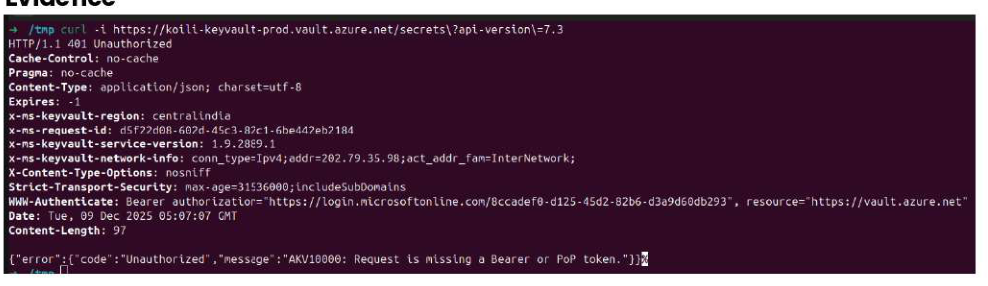 Evidence
→ /tmp curl -i https://koili-keyvault-prod.vault.azure.net/secrets\?api-version\=7.3
HTTP/1.1 401 Unauthorized
Cache-Control: no-cache
Pragma: no-cache
Content-Type: application/json; charset=utf-8
Expires: -1
x-ms-keyvault-region: centralindia
x-ms-request-id: d5f22d08-602d-45c3-82c1-6be442eb2184
x-ms-keyvault-service-version: 1.9.2889.1
x-ms-keyvault-network-info: conn_type=Ipv4;addr=202.79.35.98;act_addr_fam=InterNetwork;
X-Content-Type-Options: nosniff
Strict-Transport-Security: max-age=31536000;includeSubDomains
WWW-Authenticate: Bearer authorization="https://login.microsoftonline.com/8ccadef0-d125-45d2-82b6-d3a9d60db293", resource="https://vault.azure.net"
Date: Tue, 09 Dec 2025 05:07:07 GMT
Content-Length: 97
{"error":{"code":"Unauthorized","message":"AKV10000: Request is missing a Bearer or PoP token."}}%
→ /tmp